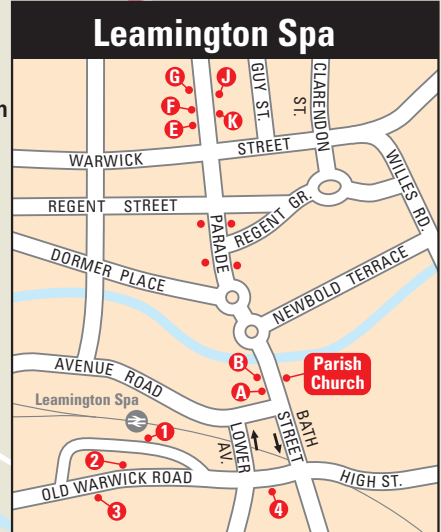 Leamington Spa
n
G
J
F
K
E
GUY ST.
CLARENDON
ST.
WARWICK
STREET
WILLES RD.
REGENT STREET
PARADE
REGENT GR.
DORMER PLACE
NEWBOLD TERRACE
AVENUE ROAD
B
A
Parish
Church
Leamington Spa
1
2
3
4
LOWER
AV.
BATH
STREET
OLD WARWICK ROAD
HIGH ST.